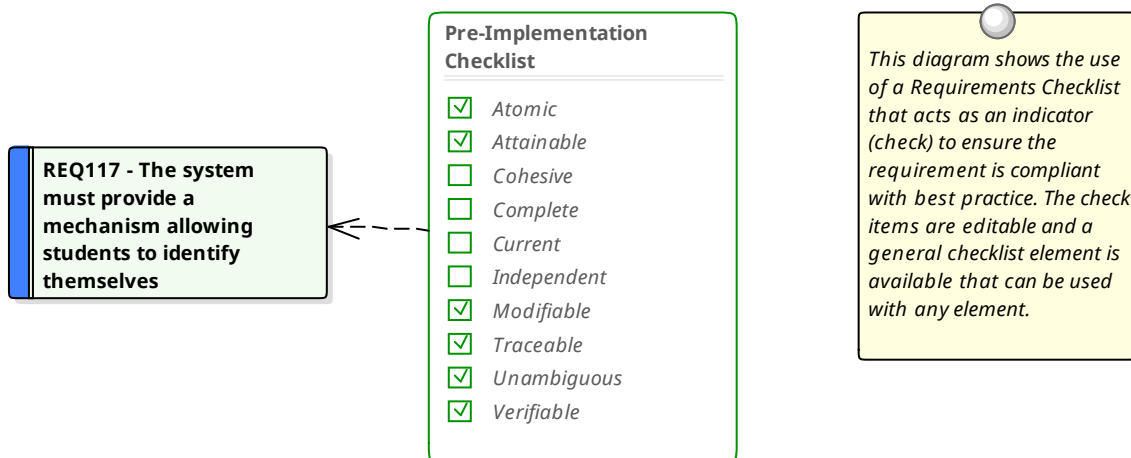 REQ117 - The system
must provide a
mechanism allowing
students to identify
themselves
Pre-Implementation
Checklist
Atomic
Attainable
Cohesive
Complete
Current
Independent
Modifiable
Traceable
Unambiguous
Verifiable
This diagram shows the use
of a Requirements Checklist
that acts as an indicator
(check) to ensure the
requirement is compliant
with best practice. The check
items are editable and a
general checklist element is
available that can be used
with any element.